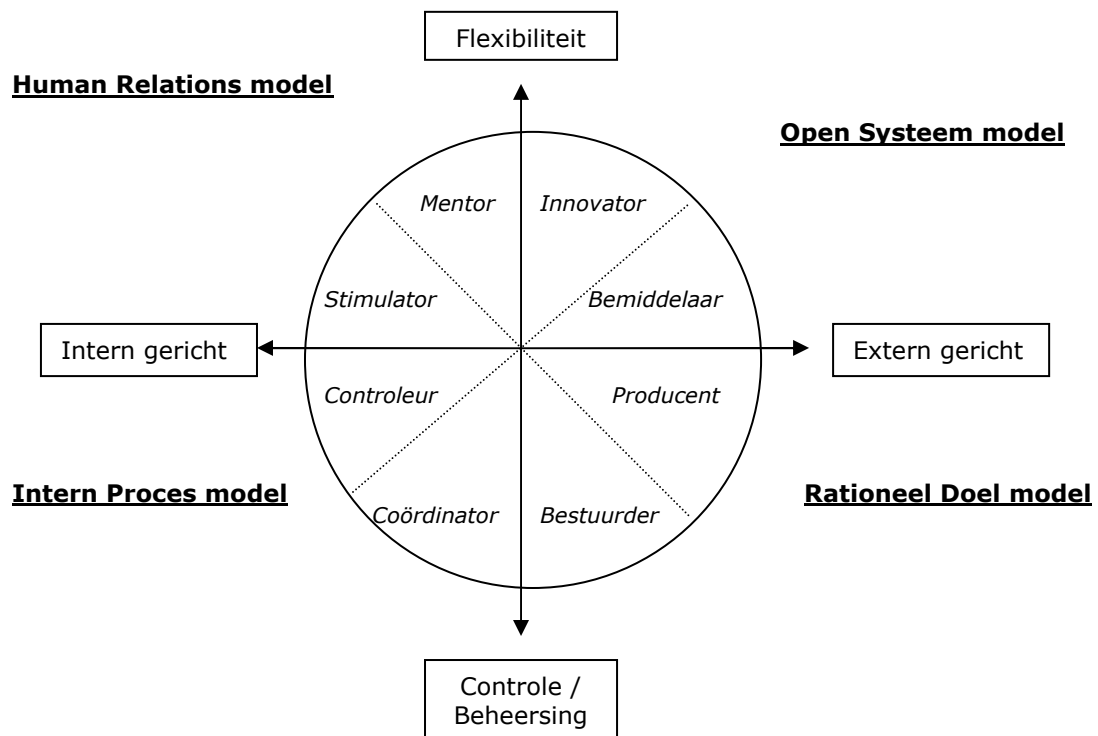 Flexibiliteit
Human Relations model
Open Systeem model
Mentor
Innovator
Stimulator
Bemiddelaar
Intern gericht
Extern gericht
Controleur
Producent
Intern Proces model
Rationeel Doel model
Coördinator
Bestuurder
Controle /
Beheersing